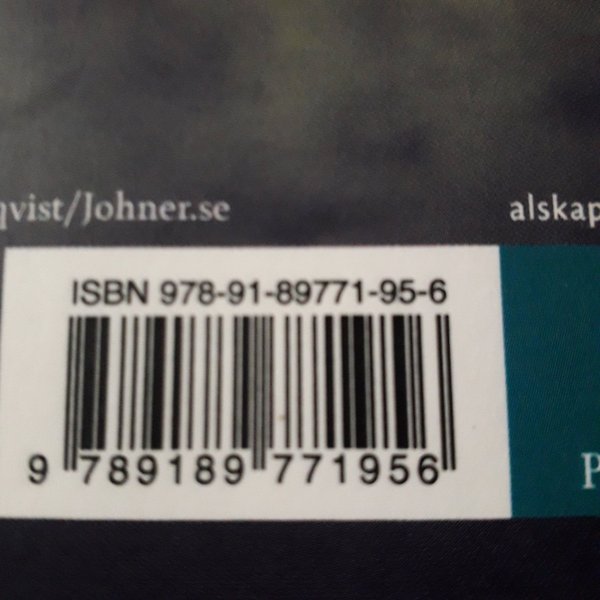 qvist/Johner.se
alskap
ISBN 978-91-89771-95-6
9 789189 771956
P